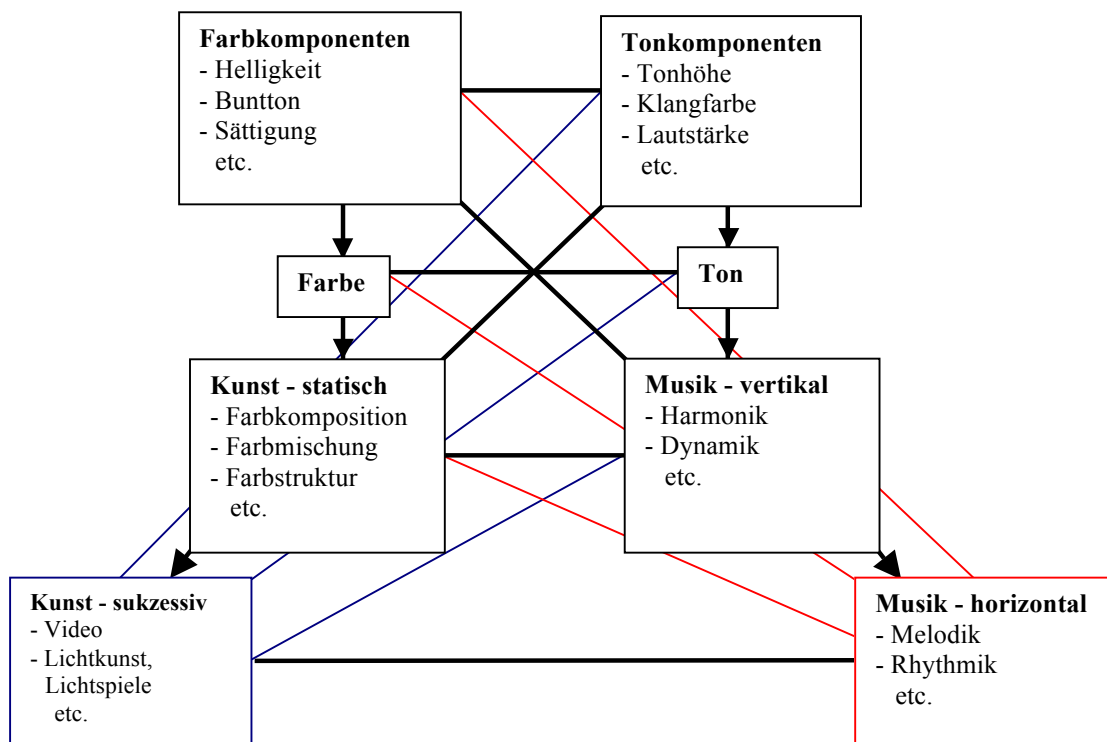 Farbkomponenten
- Helligkeit
- Buntton
- Sättigung
etc.
Tonkomponenten
- Tonhöhe
- Klangfarbe
- Lautstärke
etc.
Farbe
Ton
Kunst - statisch
- Farbkomposition
- Farbmischung
- Farbstruktur
etc.
Musik - vertikal
- Harmonik
- Dynamik
etc.
Kunst - sukzessiv
- Video
- Lichtkunst,
Lichtspiele
etc.
Musik - horizontal
- Melodik
- Rhythmik
etc.